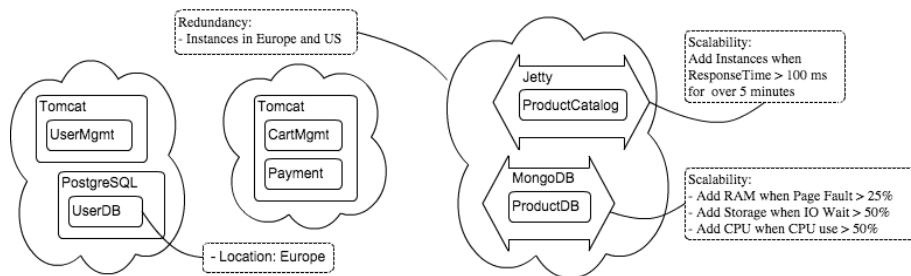 Redundancy:
- Instances in Europe and US
Tomcat
UserMgmt
PostgreSQL
UserDB
- Location: Europe
Tomcat
CartMgmt
Payment
Jetty
ProductCatalog
MongoDB
ProductDB
Scalability:
Add Instances when
ResponseTime > 100 ms
for over 5 minutes
Scalability:
- Add RAM when Page Fault > 25%
- Add Storage when IO Wait > 50%
- Add CPU when CPU use > 50%